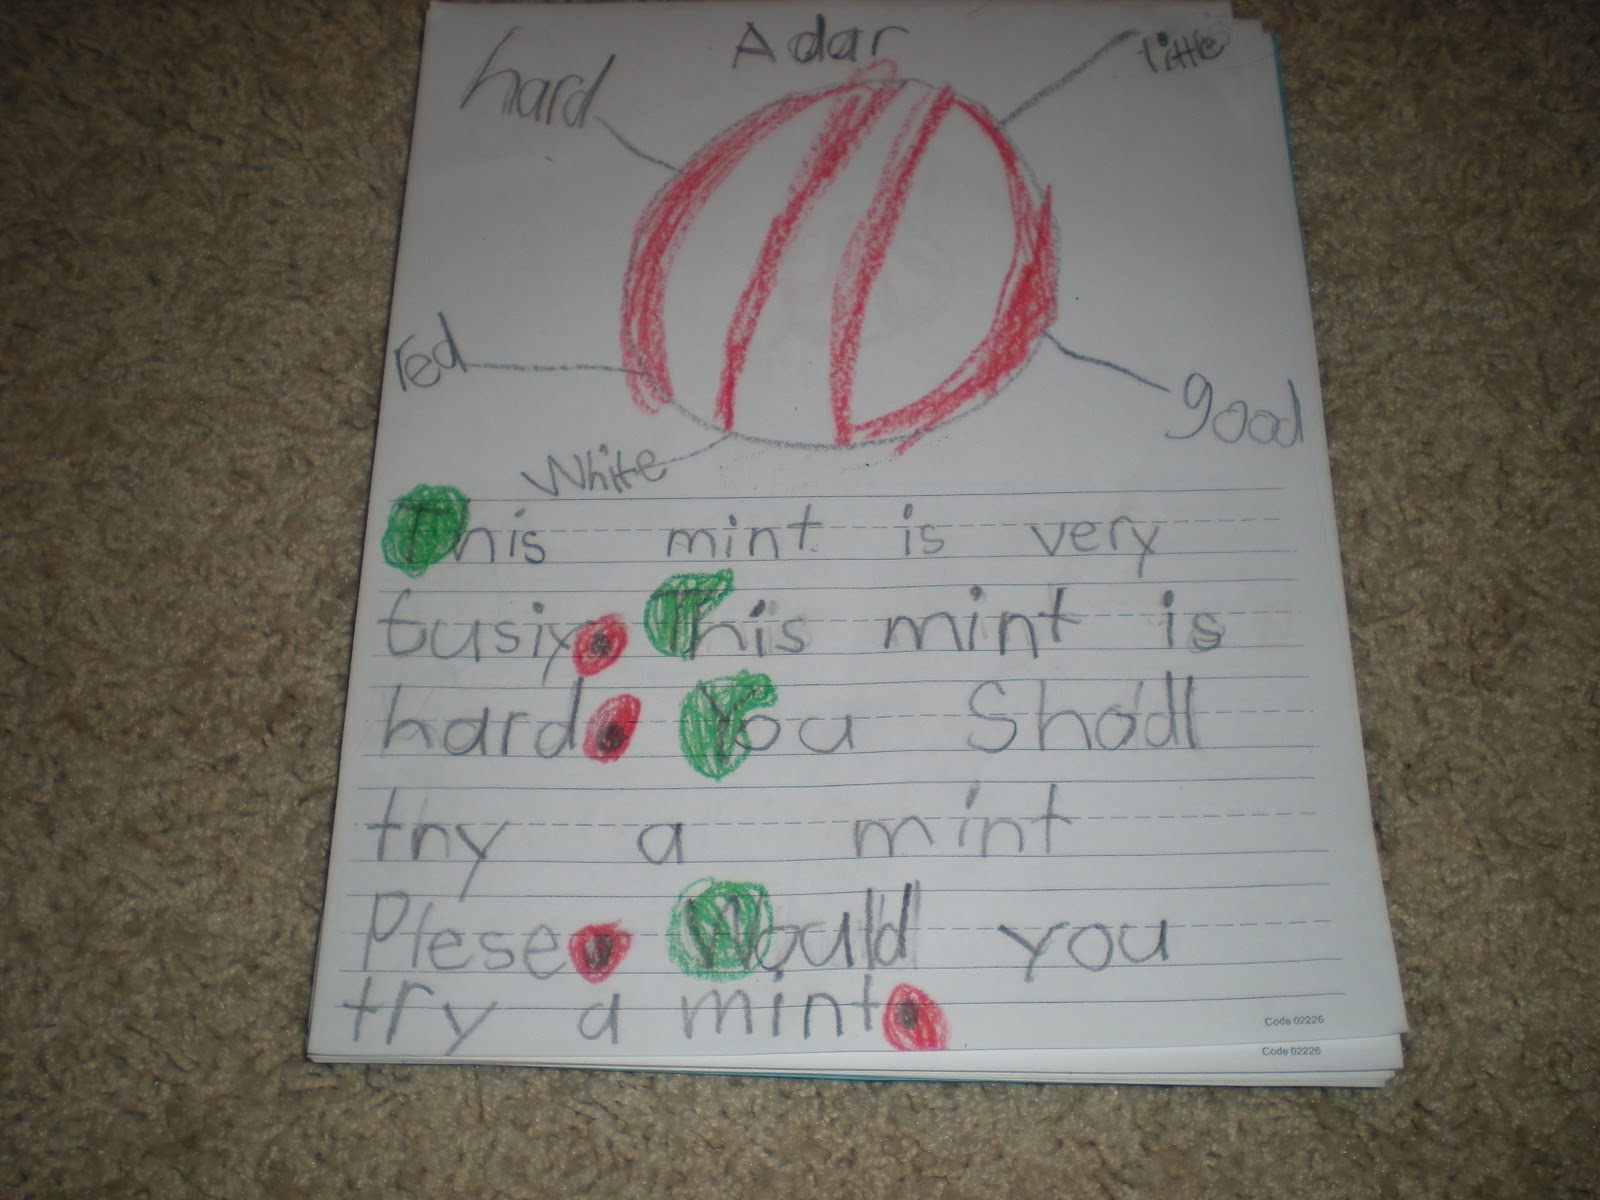 Adar
hard
little
red
good
White
This mint is very
tusix. This mint is
hard. You Shodl
try a mint
Plese. Would you
try a mint.
Code 02226
Code 02226